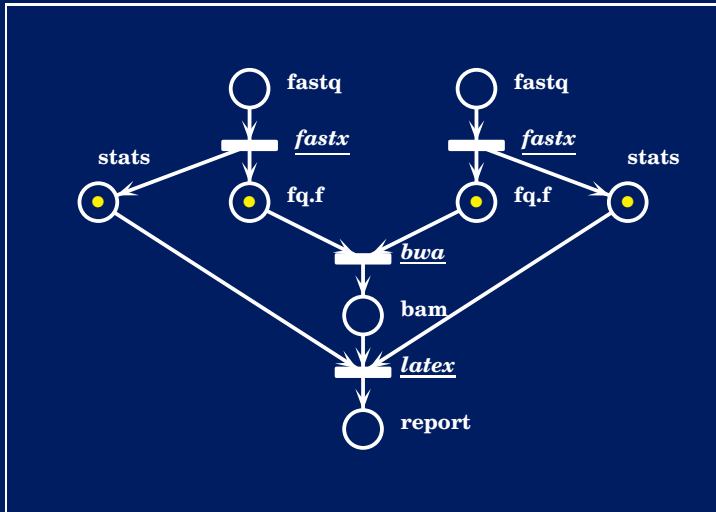 fastq
fastq
fastx
fastx
stats
stats
fq.f
fq.f
bwa
bam
latex
report